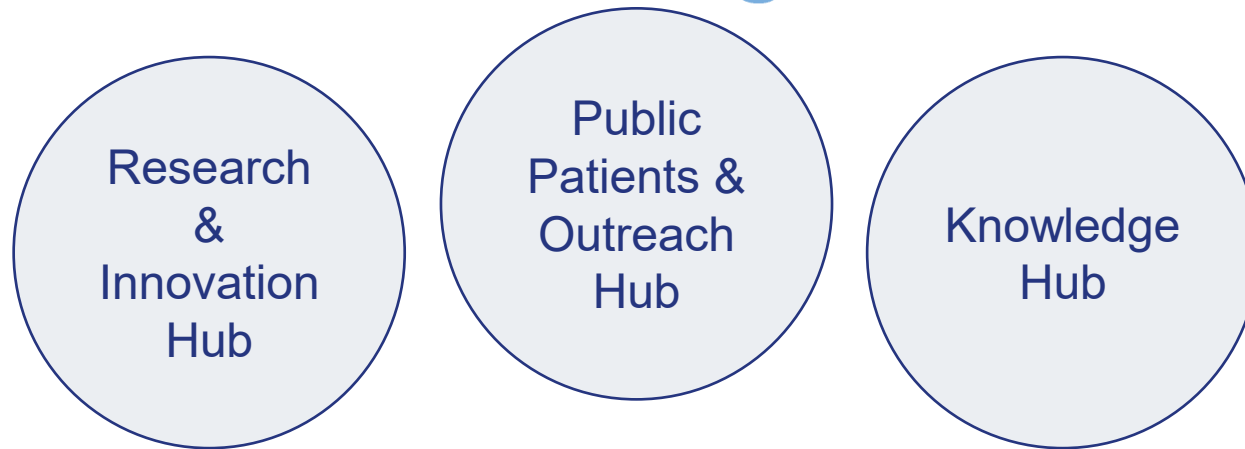 Research
&
Innovation
Hub
Public
Patients &
Outreach
Hub
Knowledge
Hub